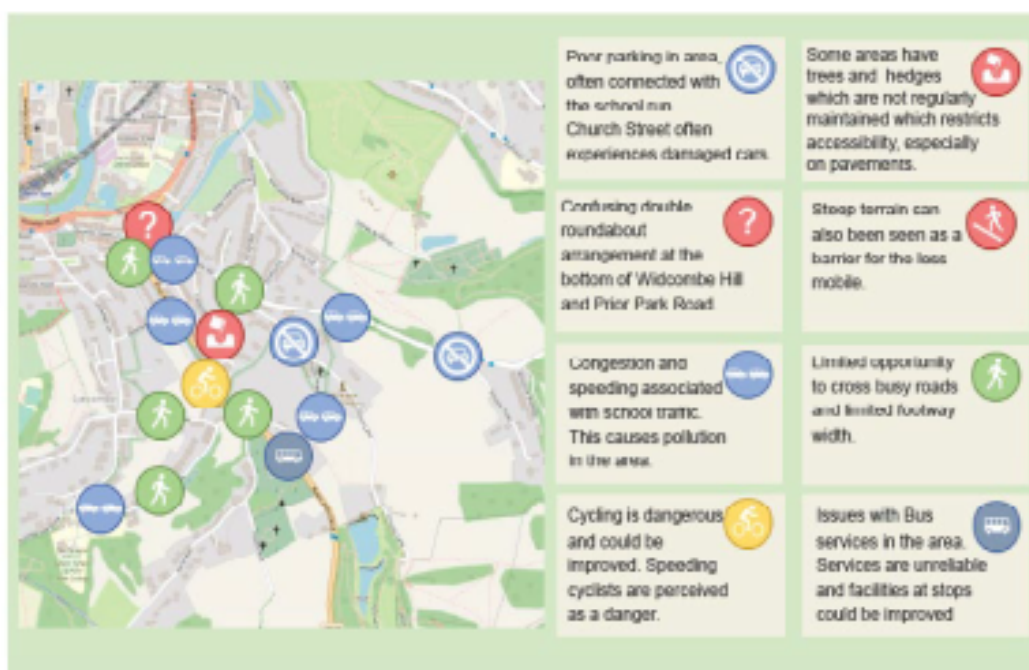 Poor parking in area,
often connected with
the school run.
Church Street often
experiences damaged cars.
Some areas have
trees and hedges
which are not regularly
maintained which restricts
accessibility, especially
on pavements.
Confusing double
roundabout
arrangement at the
bottom of Widcombe Hill
and Prior Park Road
?
Steep terrain can
also been seen as a
barrier for the less
mobile.
Congestion and
speeding associated
with school traffic.
This causes pollution
in the area.
Limited opportunity
to cross busy roads
and limited footway
width.
Cycling is dangerous
and could be
improved. Speeding
cyclists are perceived
as a danger.
Issues with Bus
services in the area.
Services are unreliable
and facilities at stops
could be improved
?